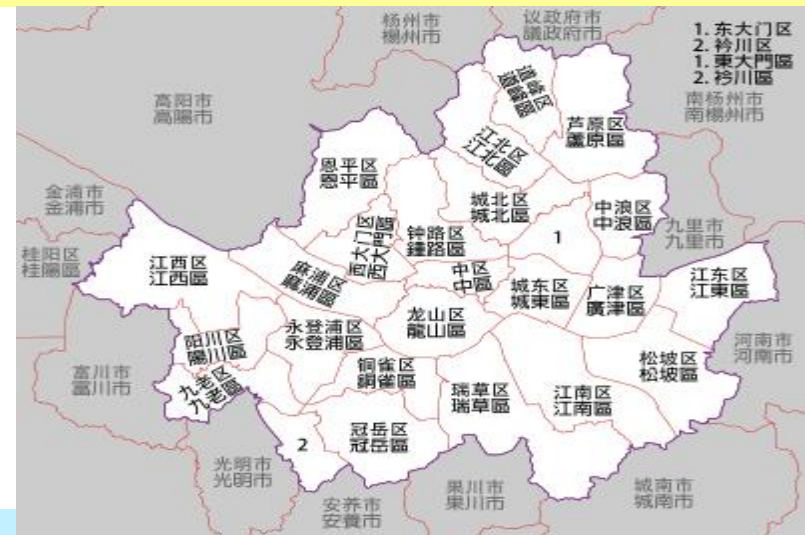 杨州市
楊州市
议政府市
議政府市
1. 东大门区
2. 衿川区
1. 東大門區
2. 衿川區
高阳市
高陽市
道峰区
道峰區
芦原区
蘆原區
南杨州市
南楊州市
江北区
江北區
恩平区
恩平區
金浦市
金浦市
城北区
城北區
中浪区
中浪區
九里市
九里市
西大门区
西大門區
钟路区
鍾路區
1
桂阳区
桂陽區
江西区
江西區
麻浦区
麻浦區
中区
中區
城东区
城東區
广津区
廣津區
江东区
江東區
阳川区
陽川區
永登浦区
永登浦區
龙山区
龍山區
河南市
河南市
富川市
富川市
九老区
九老區
铜雀区
銅雀區
瑞草区
瑞草區
江南区
江南區
松坡区
松坡區
2
冠岳区
冠岳區
光明市
光明市
安养市
安養市
果川市
果川市
城南市
城南市